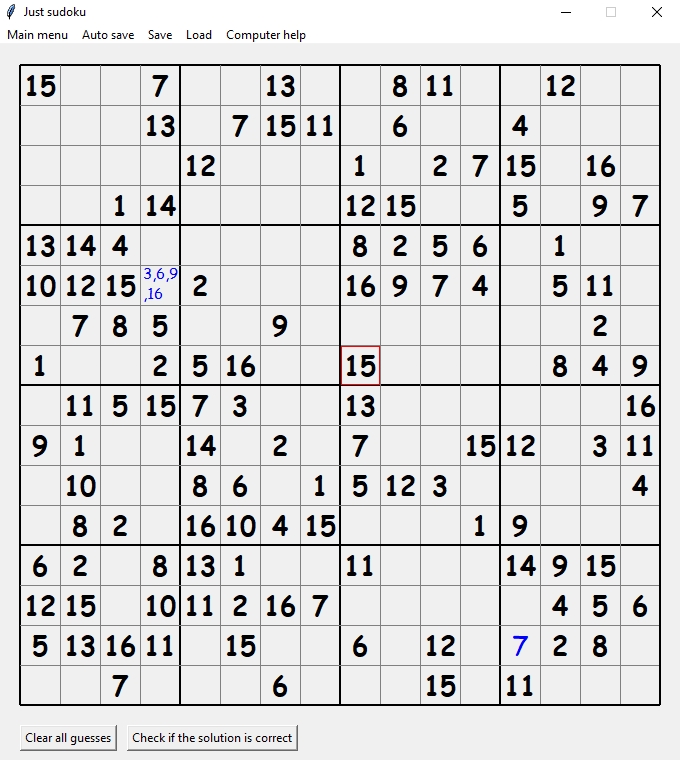 Just sudoku
Main menu Auto save Save Load Computer help
15 7 13 8 11 12
13 7 15 11 6 4
12 1 2 7 15 16
1 14 12 15 5 9 7
13 14 4 8 2 5 6 1
10 12 15 3,6,9 2 16 9 7 4 5 11
,16
7 8 5 9 2
1 2 5 16 15 8 4 9
11 5 15 7 3 13 16
9 1 14 2 7 15 12 3 11
10 8 6 1 5 12 3 4
8 2 16 10 4 15 1 9
6 2 8 13 1 11 14 9 15
12 15 10 11 2 16 7 4 5 6
5 13 16 11 15 6 12 7 2 8
7 6 15 11
Clear all guesses Check if the solution is correct